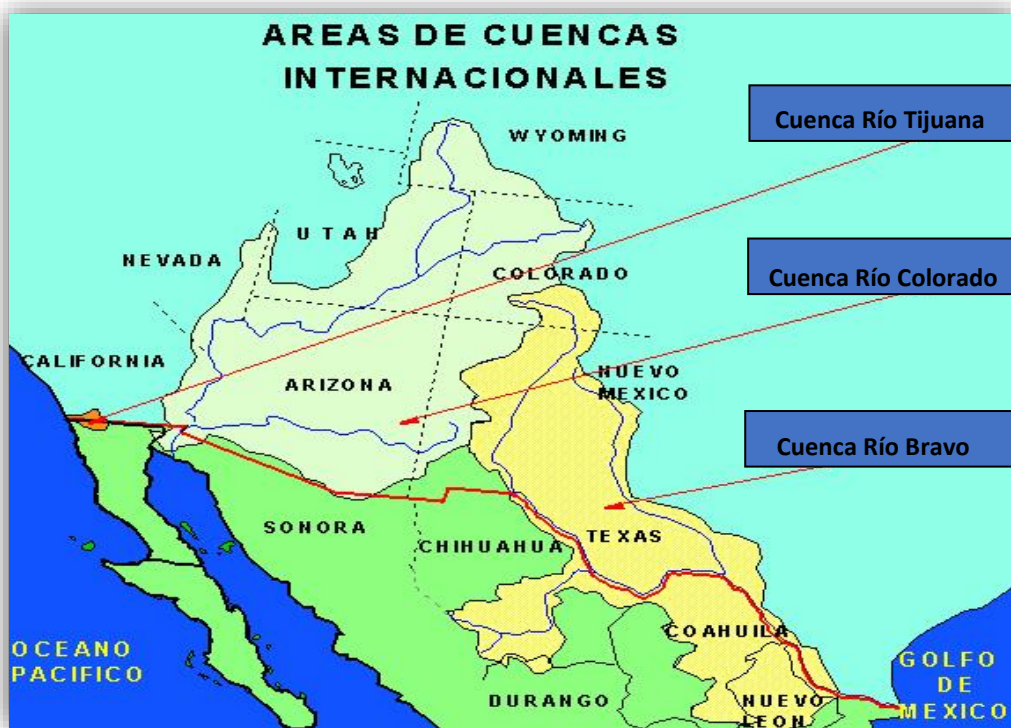 AREAS DE CUENCAS
INTERNACIONALES
Cuenca Río Tijuana
WYOMING
UTAH
NEVADA
COLORADO
Cuenca Río Colorado
CALIFORNIA
ARIZONA
NUEVO
MEXICO
Cuenca Río Bravo
SONORA
CHIHUAHUA
TEXAS
COAHUILA
OCEANO
PACIFICO
DURANGO
NUEVO
LEON
GOLFO
DE
MEXICO